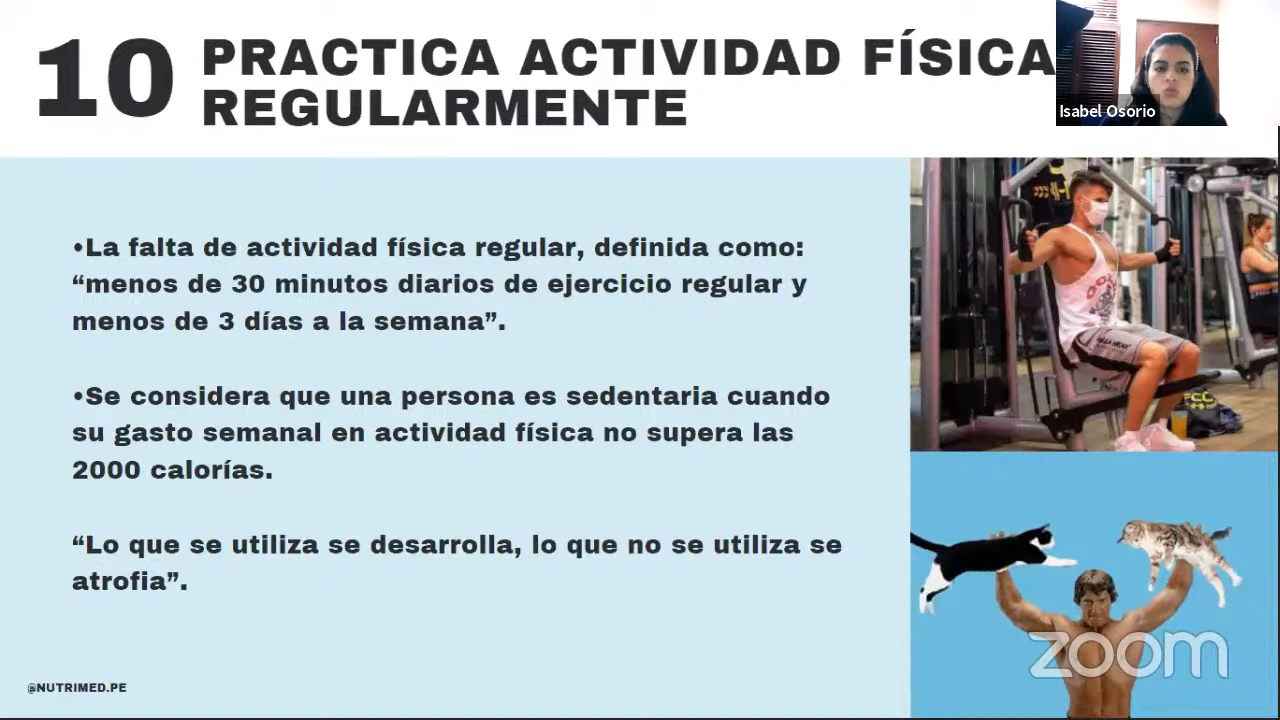 10
PRACTICA ACTIVIDAD FÍSICA
REGULARMENTE
Isabel Osorio
•La falta de actividad física regular, definida como:
“menos de 30 minutos diarios de ejercicio regular y
menos de 3 días a la semana”.
•Se considera que una persona es sedentaria cuando
su gasto semanal en actividad física no supera las
2000 calorías.
“Lo que se utiliza se desarrolla, lo que no se utiliza se
atrofia”.
zoom
@NUTRIMED.PE